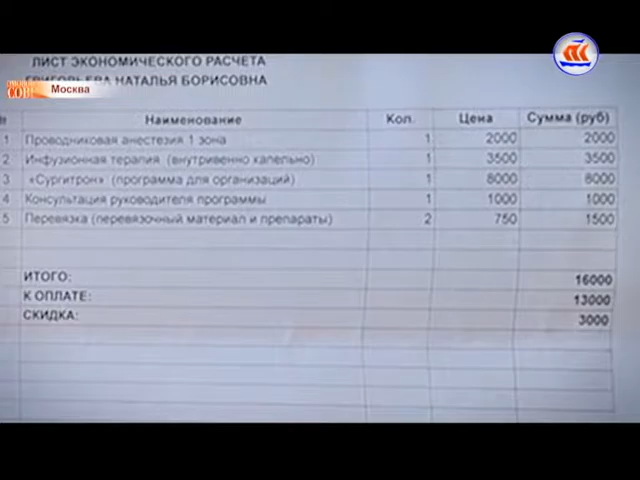 ЛИСТ ЭКОНОМИЧЕСКОГО РАСЧЕТА
ГРИГОРЬЕВА НАТАЛЬЯ БОРИСОВНА
Москва
№ Наименование Кол. Цена Сумма (руб)
1 Проводниковая анестезия 1 зона 1 2000 2000
2 Инфузионная терапия (внутривенно капельно) 1 3500 3500
3 «Сургитрон» (программа для организаций) 1 8000 8000
4 Консультация руководителя программы 1 1000 1000
5 Перевязка (перевязочный материал и препараты) 2 750 1500
ИТОГО: 16000
К ОПЛАТЕ: 13000
СКИДКА: 3000